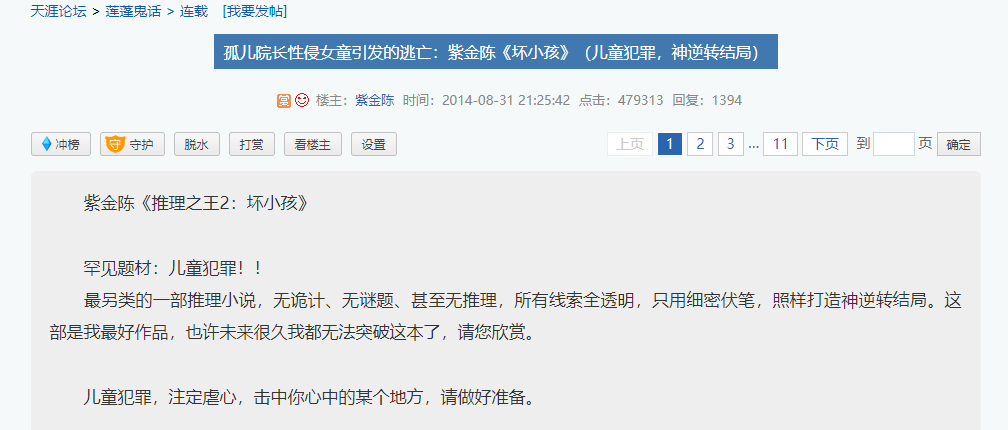 天涯论坛 > 莲蓬鬼话 > 连载 [我要发帖]
孤儿院长性侵女童引发的逃亡：紫金陈《坏小孩》（儿童犯罪，神逆转结局）
赏 楼主：紫金陈 时间：2014-08-31 21:25:42 点击：479313 回复：1394
冲榜 守 守护 脱水 打赏 看楼主 设置 上页 1 2 3 ... 11 下页 到 页 确定
紫金陈《推理之王2：坏小孩》
罕见题材：儿童犯罪！！
最另类的一部推理小说，无诡计、无谜题、甚至无推理，所有线索全透明，只用细密伏笔，照样打造神逆转结局。这
部是我最好作品，也许未来很久我都无法突破这本了，请您欣赏。
儿童犯罪，注定虐心，击中你心中的某个地方，请做好准备。